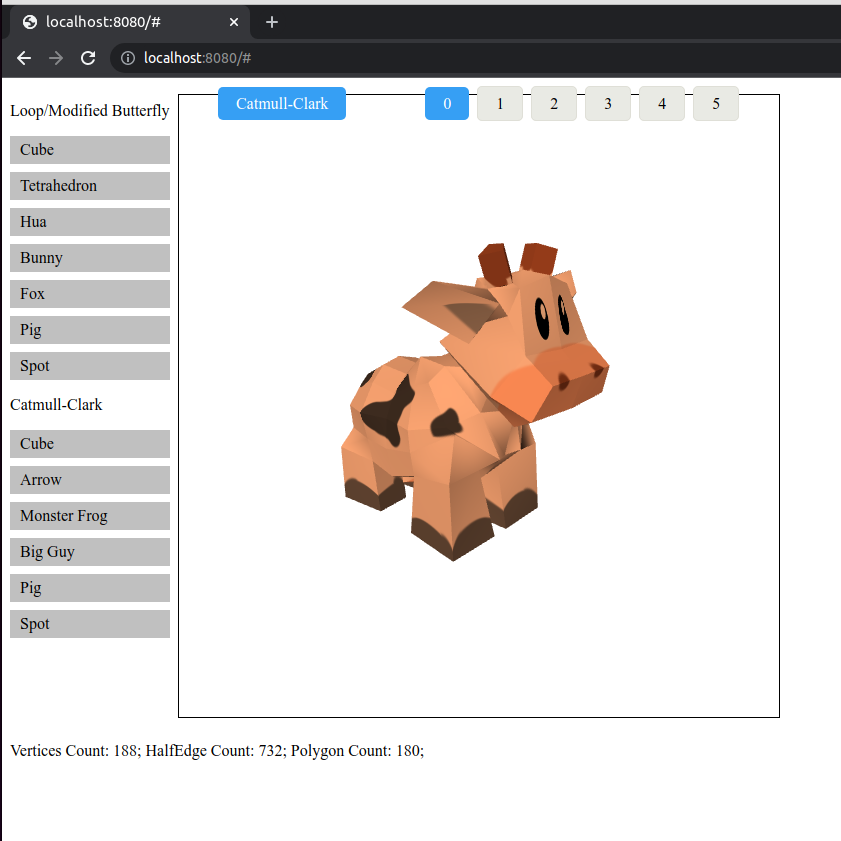 localhost:8080/#
localhost:8080/#
Loop/Modified Butterfly
Cube
Tetrahedron
Hua
Bunny
Fox
Pig
Spot
Catmull-Clark
Cube
Arrow
Monster Frog
Big Guy
Pig
Spot
Catmull-Clark 0 1 2 3 4 5
Vertices Count: 188; HalfEdge Count: 732; Polygon Count: 180;